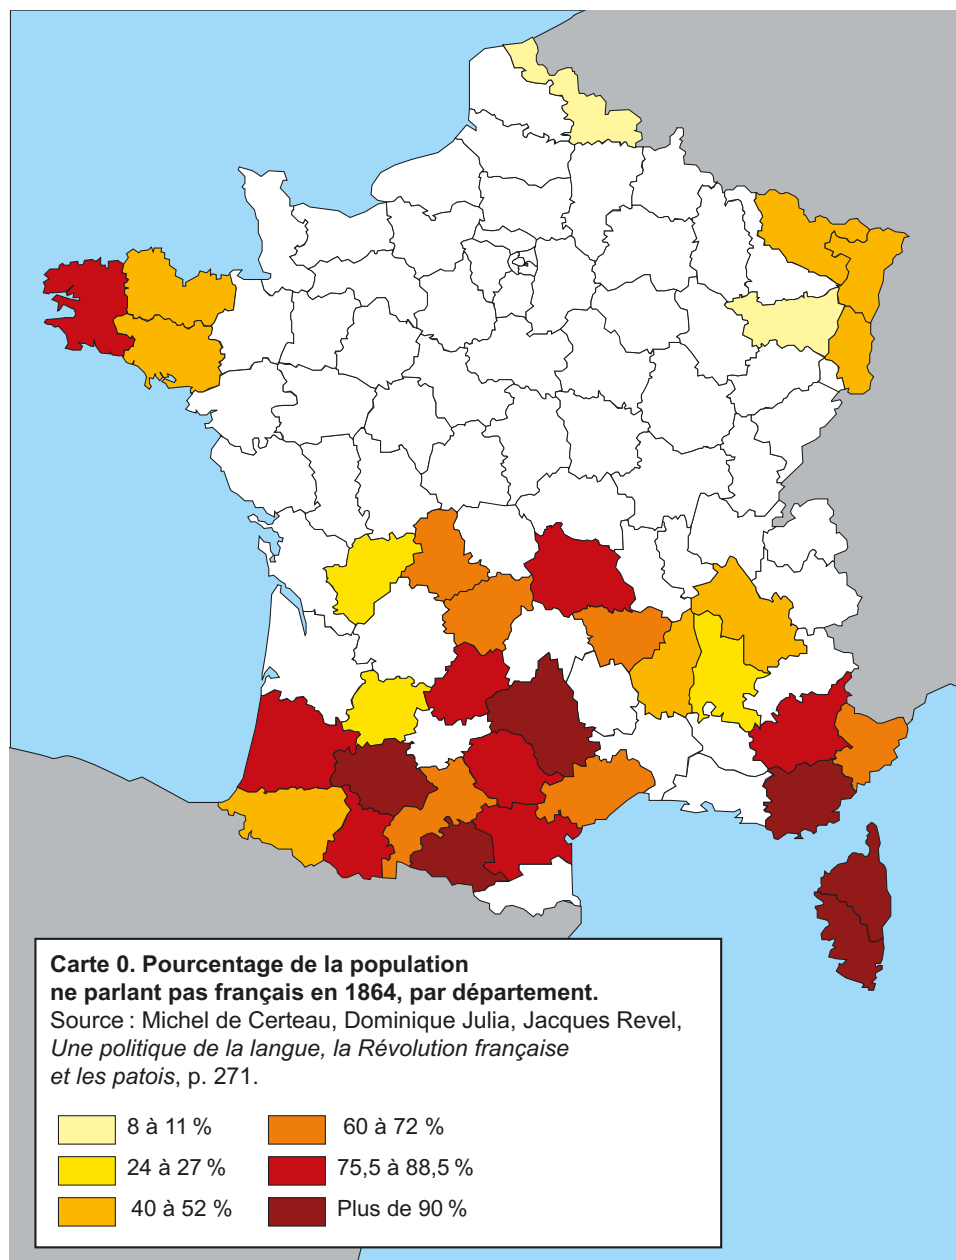 Carte 0. Pourcentage de la population
ne parlant pas français en 1864, par département.
Source : Michel de Certeau, Dominique Julia, Jacques Revel,
Une politique de la langue, la Révolution française
et les patois, p. 271.
8 à 11 %
24 à 27 %
40 à 52 %
60 à 72 %
75,5 à 88,5 %
Plus de 90 %